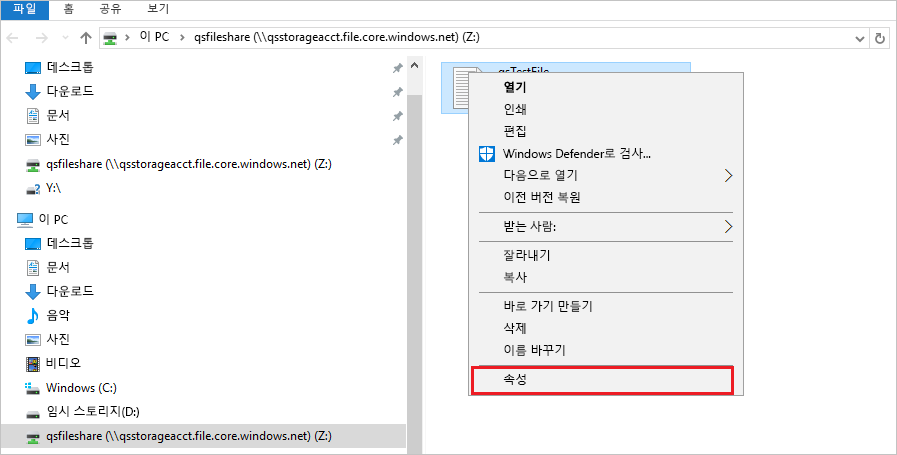 파일 홈 공유 보기
이 PC > qsfileshare (\\qsstorageacct.file.core.windows.net) (Z:)
데스크톱
다운로드
문서
사진
qsfileshare (\\qsstorageacct.file.core.windows.net) (Z:)
Y:\
이 PC
데스크톱
문서
다운로드
음악
사진
비디오
Windows (C:)
임시 스토리지(D:)
qsfileshare (\\qsstorageacct.file.core.windows.net) (Z:)
qsTestFile
열기
인쇄
편집
Windows Defender로 검사...
다음으로 열기
이전 버전 복원
받는 사람:
잘라내기
복사
바로 가기 만들기
삭제
이름 바꾸기
속성